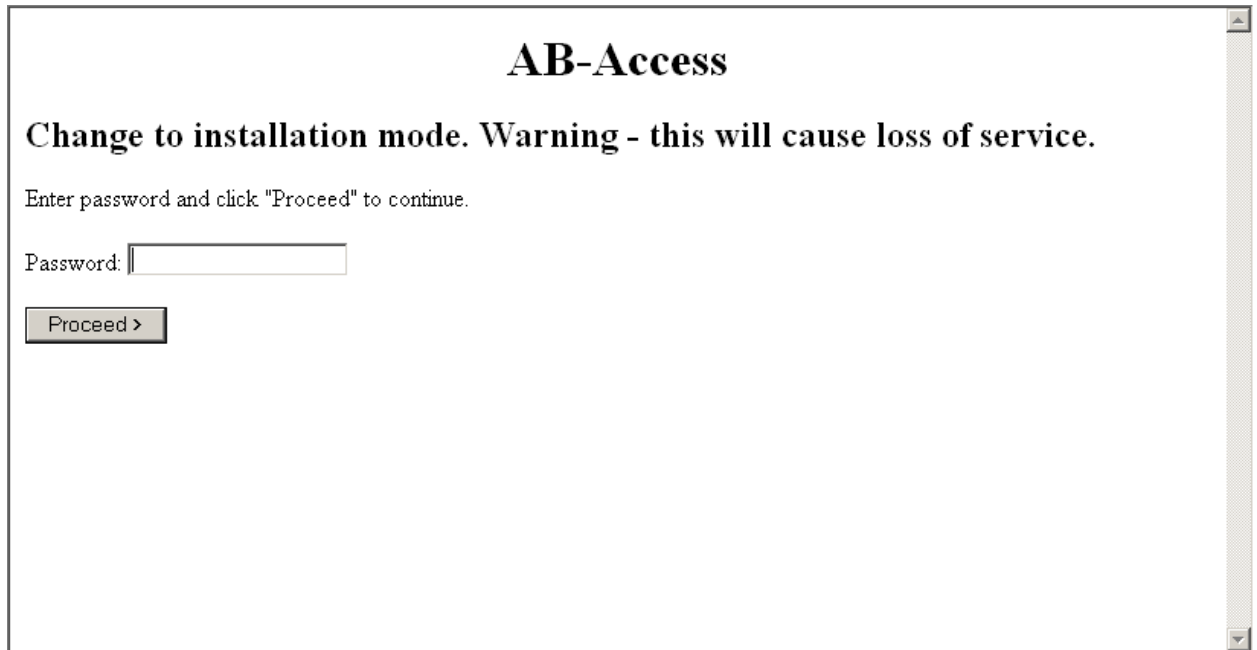 AB-Access
Change to installation mode. Warning - this will cause loss of service.
Enter password and click "Proceed" to continue.
Password:
Proceed >